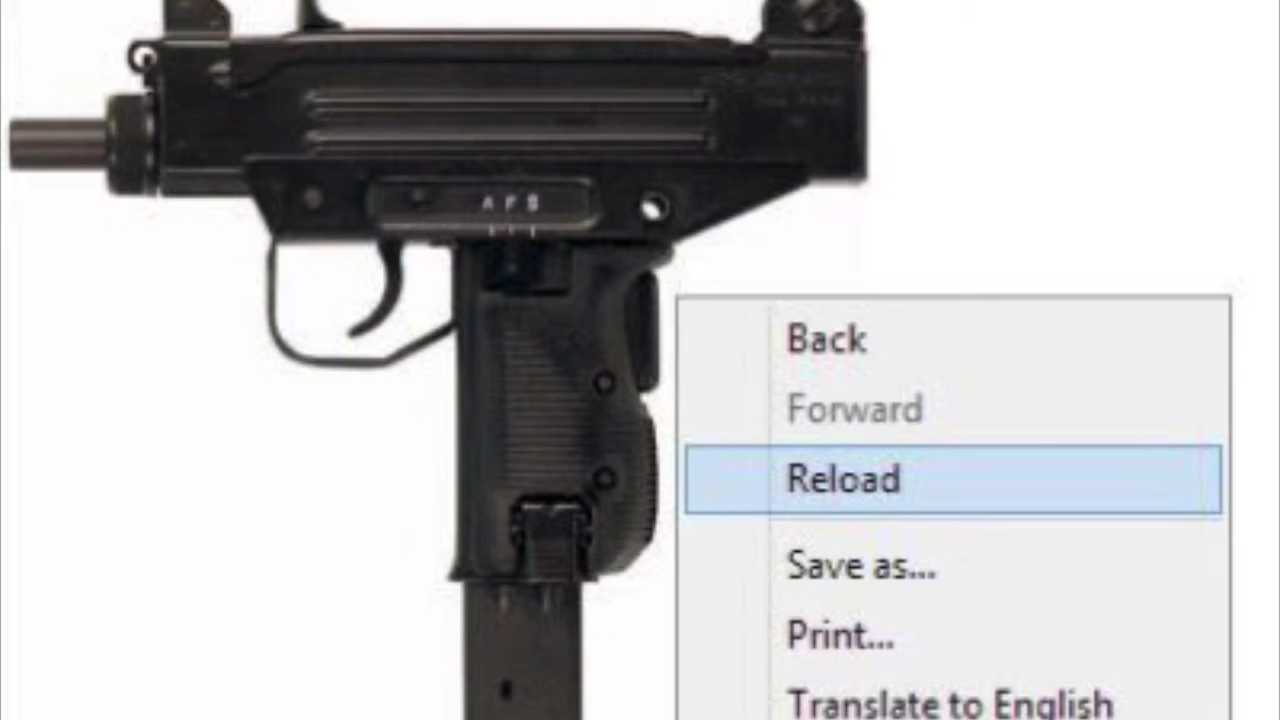 A F S
Back
Forward
Reload
Save as...
Print...
Translate to English